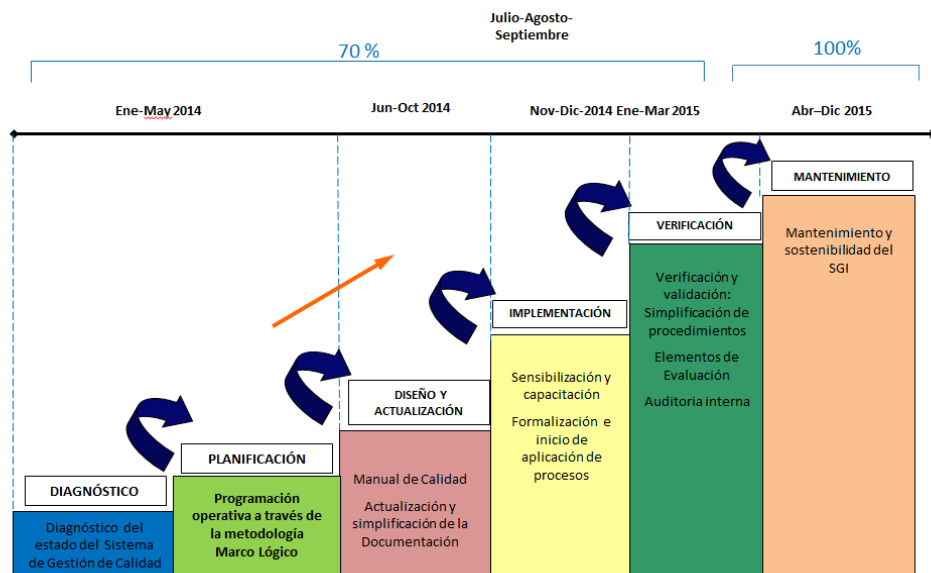 Julio-Agosto-
Septiembre
70 %
100%
Ene-May 2014
Jun-Oct 2014
Nov-Dic-2014 Ene-Mar 2015
Abr–Dic 2015
DIAGNÓSTICO
Diagnóstico del
estado del Sistema
de Gestión de Calidad
PLANIFICACIÓN
Programación
operativa a través de
la metodología
Marco Lógico
DISEÑO Y
ACTUALIZACIÓN
Manual de Calidad
Actualización y
simplificación de la
Documentación
IMPLEMENTACIÓN
Sensibilización y
capacitación
Formalización e
inicio de
aplicación de
procesos
VERIFICACIÓN
Verificación y
validación:
Simplificación de
procedimientos
Elementos de
Evaluación
Auditoria interna
MANTENIMIENTO
Mantenimiento y
sostenibilidad del
SGI